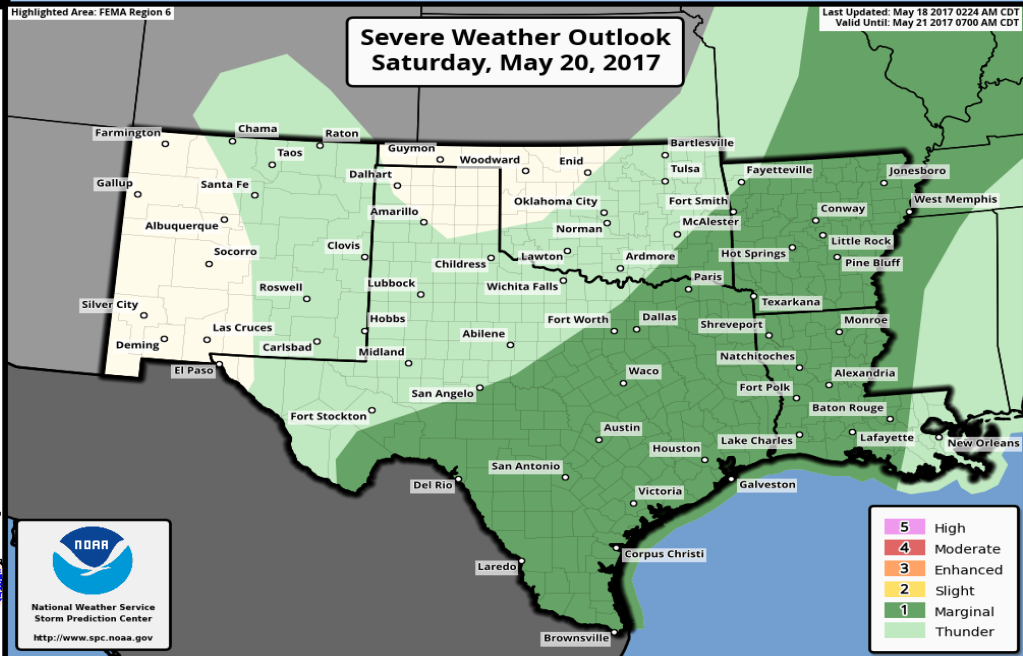 Highlighted Area: FEMA Region 6
Last Updated: May 18 2017 0224 AM CDT
Valid Until: May 21 2017 0700 AM CDT
Severe Weather Outlook
Saturday, May 20, 2017
Farmington
Chama
Raton
Guymon
Bartlesville
Taos
Woodward
Enid
Dalhart
Tulsa
Fayetteville
Jonesboro
Gallup
Santa Fe
Oklahoma City
Fort Smith
West Memphis
Amarillo
Conway
Albuquerque
Norman
McAlester
Little Rock
Socorro
Clovis
Childress
Lawton
Ardmore
Hot Springs
Pine Bluff
Roswell
Lubbock
Wichita Falls
Paris
Silver City
Texarkana
Las Cruces
Hobbs
Fort Worth
Dallas
Shreveport
Monroe
Deming
Carlsbad
Midland
Abilene
Natchitoches
El Paso
San Angelo
Waco
Fort Polk
Alexandria
Fort Stockton
Baton Rouge
Austin
Houston
Lake Charles
Lafayette
New Orleans
San Antonio
Del Rio
Victoria
Galveston
Laredo
Corpus Christi
Brownsville
NOAA
National Weather Service
Storm Prediction Center
http://www.spc.noaa.gov
5 High
4 Moderate
3 Enhanced
2 Slight
1 Marginal
Thunder